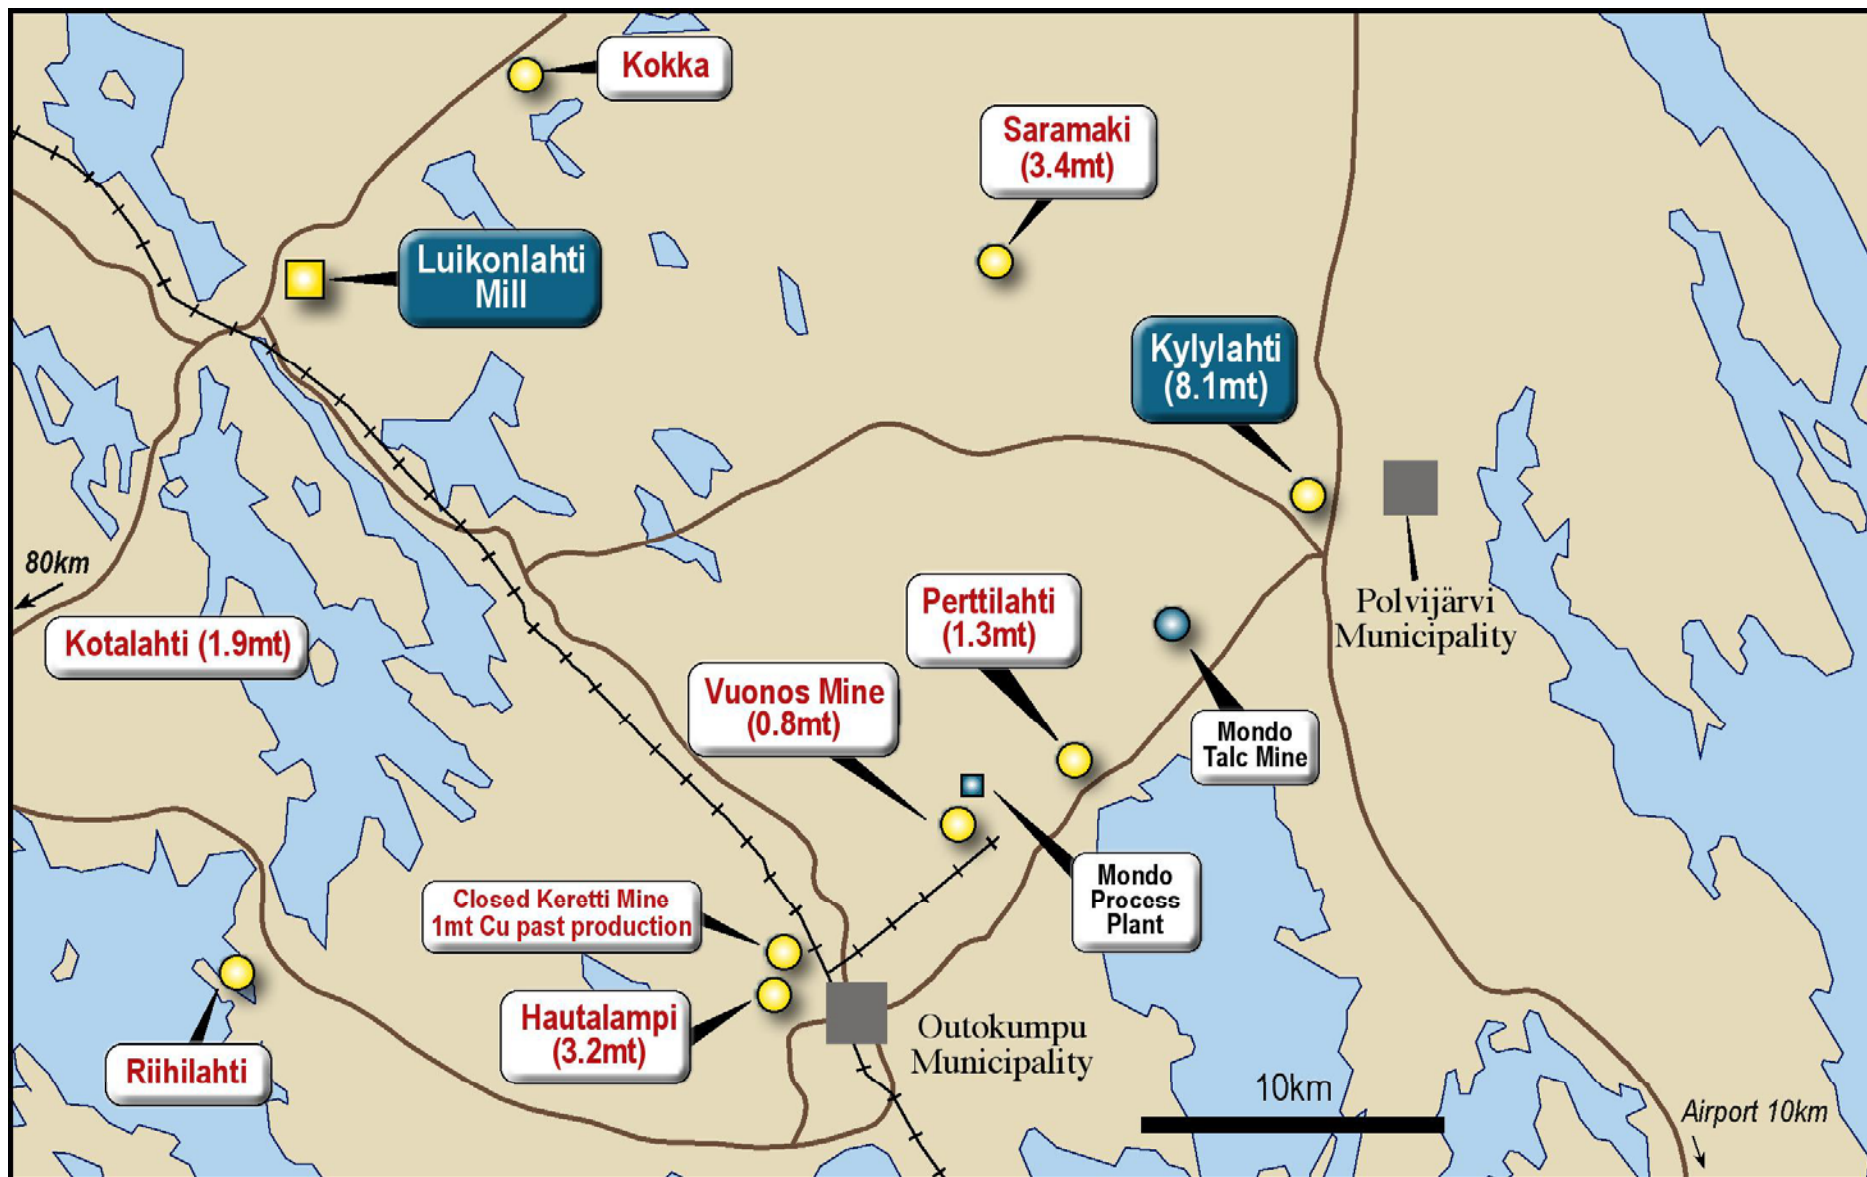 Kokka
Saramaki
(3.4mt)
Luikonlahti
Mill
Kylylahti
(8.1mt)
80km
Kotalahti (1.9mt)
Perttilahti
(1.3mt)
Polvijärvi
Municipality
Vuonos Mine
(0.8mt)
Mondo
Talc Mine
Closed Keretti Mine
1mt Cu past production
Mondo
Process
Plant
Hautalampi
(3.2mt)
Outokumpu
Municipality
Riihilahti
10km
Airport 10km